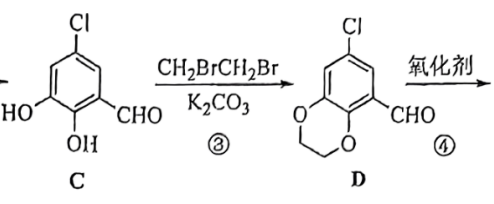 Cl
Cl
CH₂BrCH₂Br
氧化剂
K₂CO₃
HO
CHO
O
CHO
OH
O
③
④
C
D